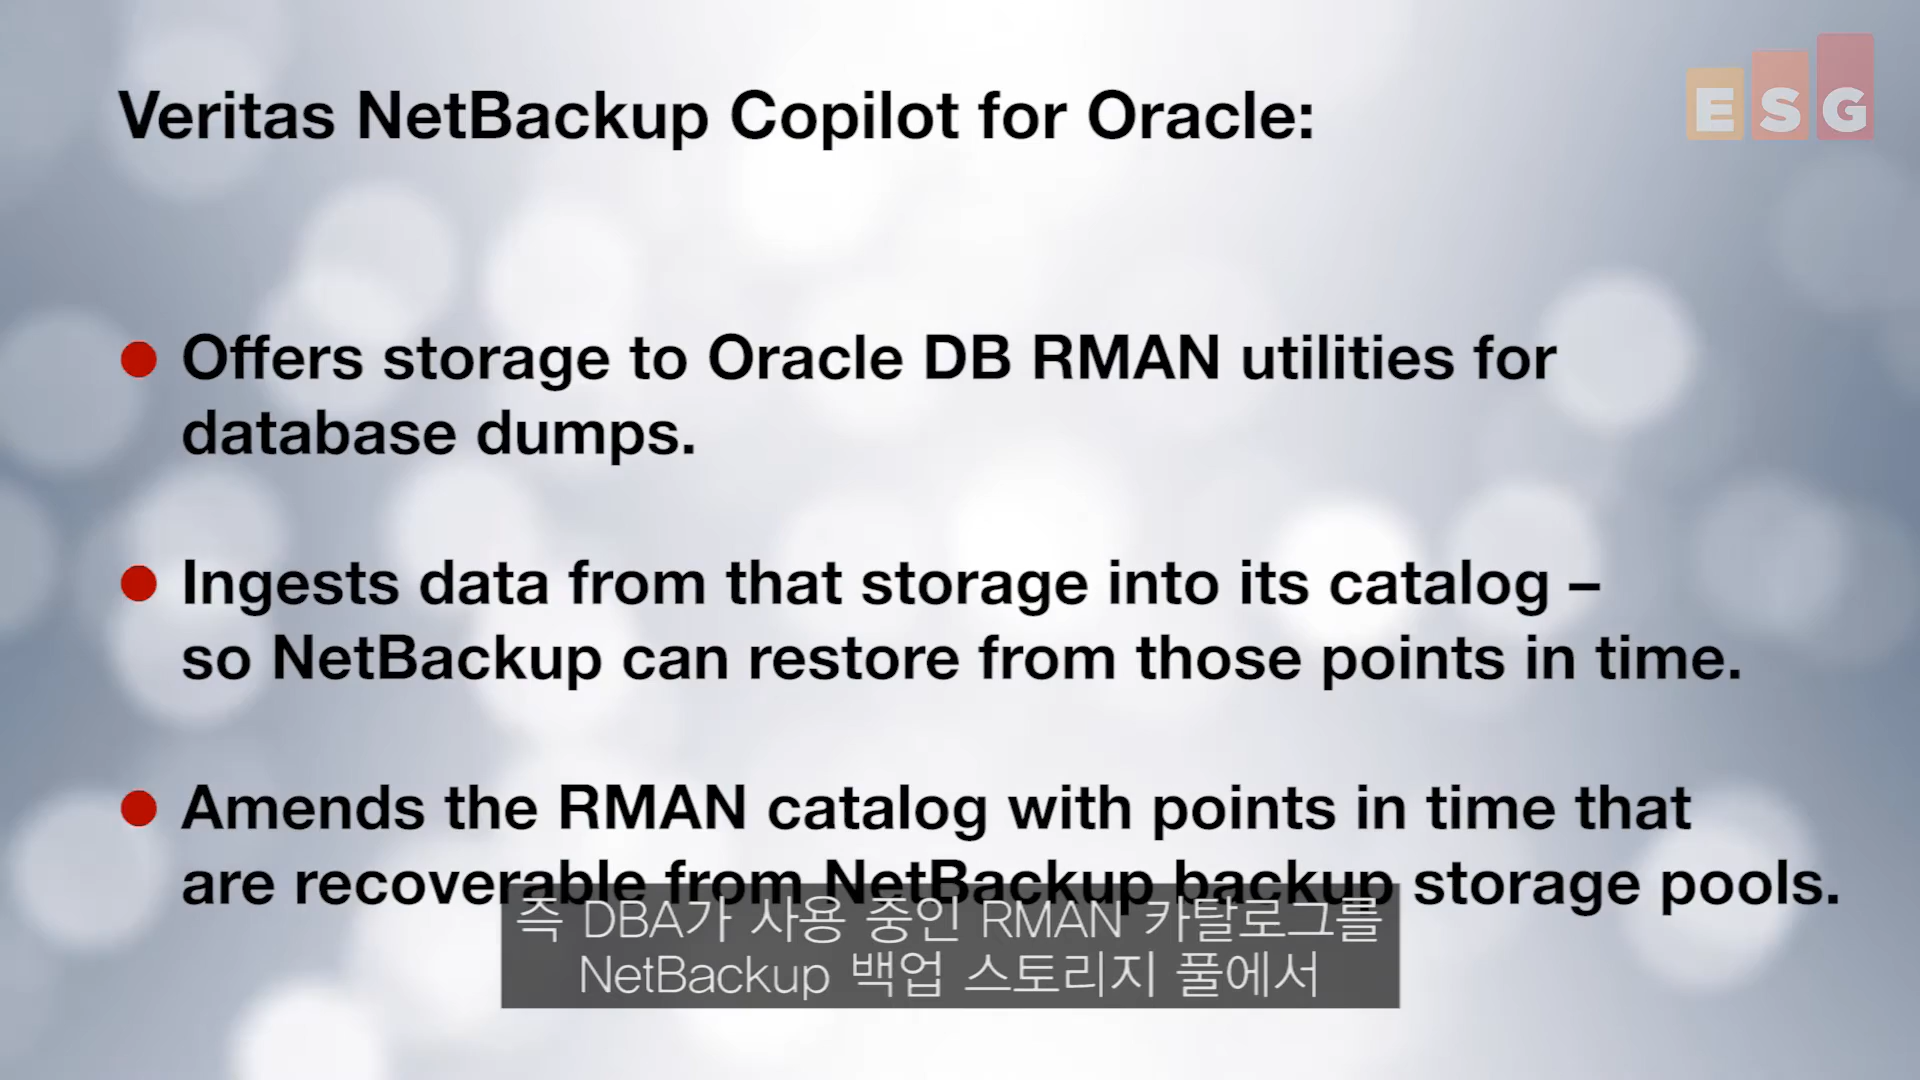 Veritas NetBackup Copilot for Oracle:
ESG
Offers storage to Oracle DB RMAN utilities for
database dumps.
Ingests data from that storage into its catalog –
so NetBackup can restore from those points in time.
Amends the RMAN catalog with points in time that
are recoverable from NetBackup backup storage pools.
즉 DBA가 사용 중인 RMAN 카탈로그를
NetBackup 백업 스토리지 풀에서